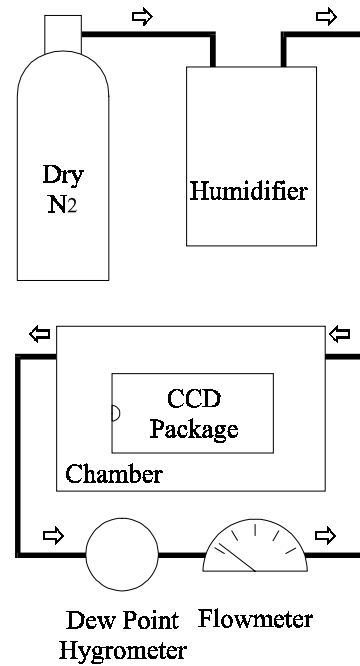 Dry
N2
Humidifier
CCD
Package
Chamber
Dew Point
Hygrometer
Flowmeter